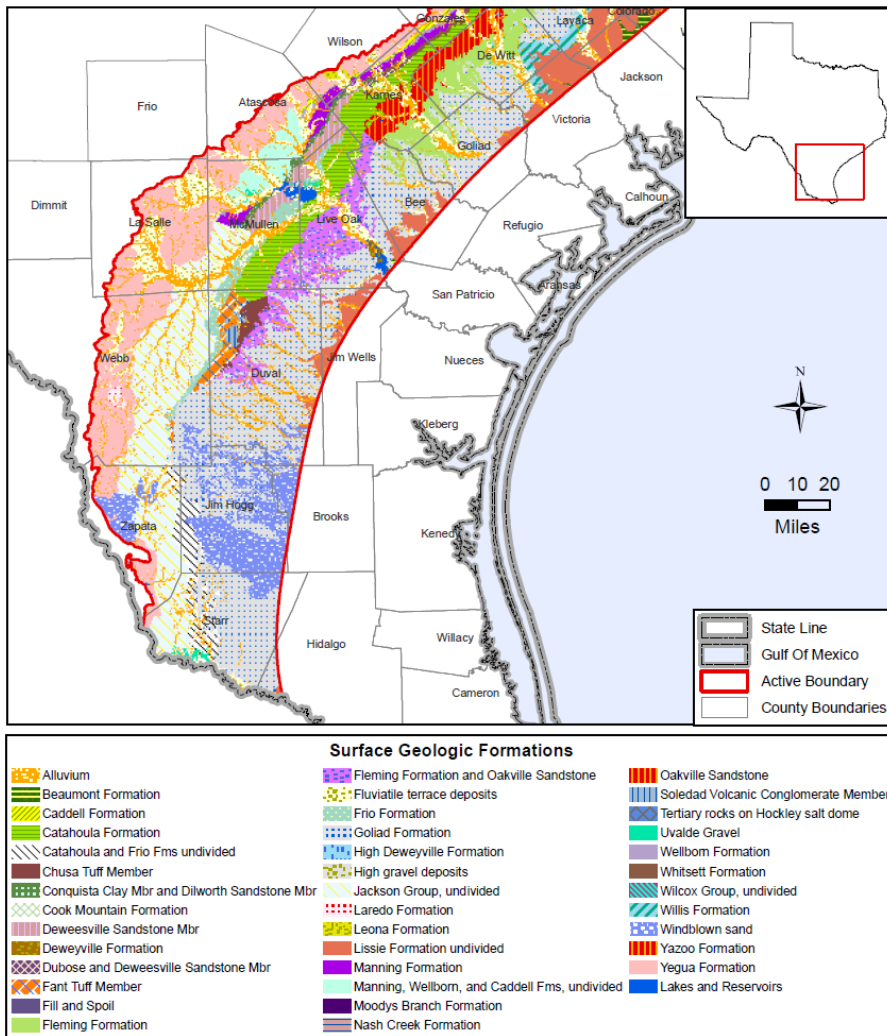 Gonzales
Lavaca
Colorado
Wilson
De Witt
Jackson
Frio
Atascosa
Karnes
Victoria
Goliad
Calhoun
Dimmit
La Salle
McMullen
Live Oak
Bee
Refugio
Aransas
San Patricio
Webb
Duval
Jim Wells
Nueces
N
Kleberg
0 10 20
Miles
Zapata
Jim Hogg
Brooks
Kenedy
Starr
Hidalgo
Willacy
Cameron
State Line
Gulf Of Mexico
Active Boundary
County Boundaries
Surface Geologic Formations
Alluvium
Beaumont Formation
Caddell Formation
Catahoula Formation
Catahoula and Frio Fms undivided
Chusa Tuff Member
Conquista Clay Mbr and Dilworth Sandstone Mbr
Cook Mountain Formation
Deweesville Sandstone Mbr
Deweyville Formation
Dubose and Deweesville Sandstone Mbr
Fant Tuff Member
Fill and Spoil
Fleming Formation
Fleming Formation and Oakville Sandstone
Fluviatile terrace deposits
Frio Formation
Goliad Formation
High Deweyville Formation
High gravel deposits
Jackson Group, undivided
Laredo Formation
Leona Formation
Lissie Formation undivided
Manning Formation
Manning, Wellborn, and Caddell Fms, undivided
Moodys Branch Formation
Nash Creek Formation
Oakville Sandstone
Soledad Volcanic Conglomerate Member
Tertiary rocks on Hockley salt dome
Uvalde Gravel
Wellborn Formation
Whitsett Formation
Wilcox Group, undivided
Willis Formation
Windblown sand
Yazoo Formation
Yegua Formation
Lakes and Reservoirs